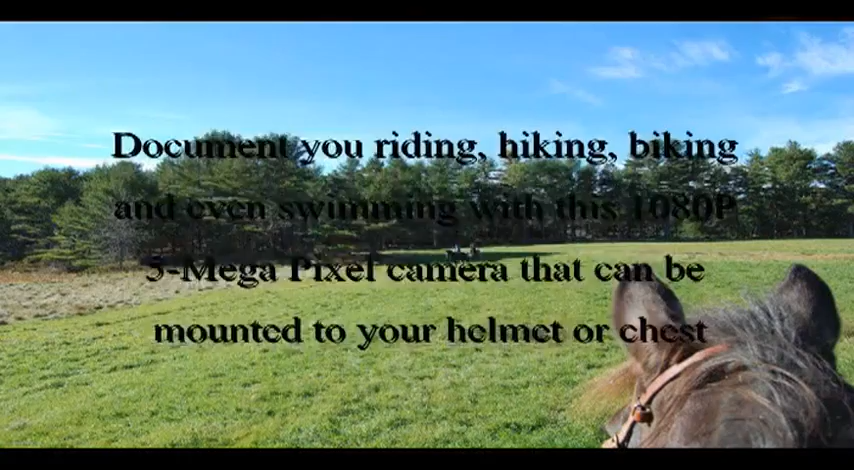 Document you riding, hiking, biking
and even swimming with this 1080P
5-Mega Pixel camera that can be
mounted to your helmet or chest